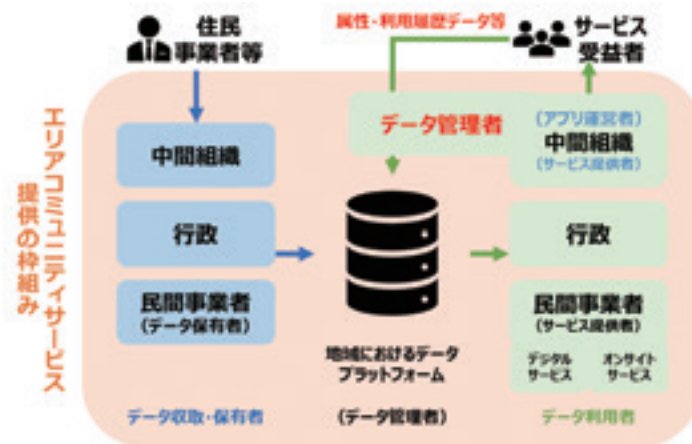 住民
事業者等
属性・利用履歴データ等
サービス
受益者
エリアコミュニティサービス
提供の枠組み
中間組織
行政
民間事業者
(データ保有者)
データ収取・保有者
データ管理者
地域におけるデータ
プラットフォーム
(データ管理者)
(アプリ運営者)
中間組織
(サービス提供者)
行政
民間事業者
(サービス提供者)
デジタル
サービス
オンサイト
サービス
データ利用者